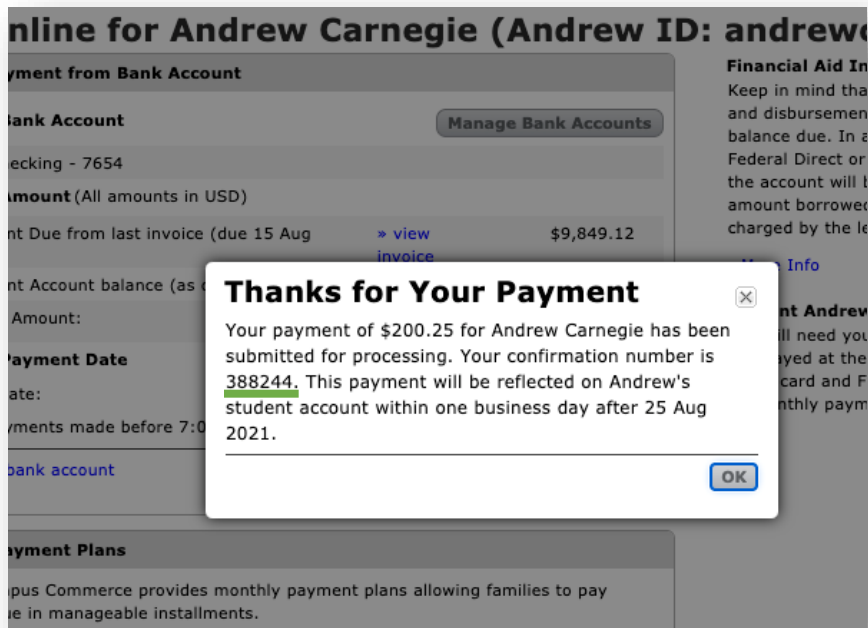 nline for Andrew Carnegie (Andrew ID: andrew
yment from Bank Account
Bank Account
Manage Bank Accounts
ecking - 7654
Amount (All amounts in USD)
nt Due from last invoice (due 15 Aug
» view invoice
$9,849.12
nt Account balance (as
Amount:
Payment Date
ate:
yments made before 7:0
bank account
Thanks for Your Payment
Your payment of $200.25 for Andrew Carnegie has been
submitted for processing. Your confirmation number is
388244. This payment will be reflected on Andrew's
student account within one business day after 25 Aug
2021.
OK
ayment Plans
pus Commerce provides monthly payment plans allowing families to pay
ue in manageable installments.
Financial Aid In
Keep in mind tha
and disbursemen
balance due. In a
Federal Direct or
the account will b
amount borrowed
charged by the le
Info
nt Andrew
ill need you
ayed at the
card and F
nthly paym